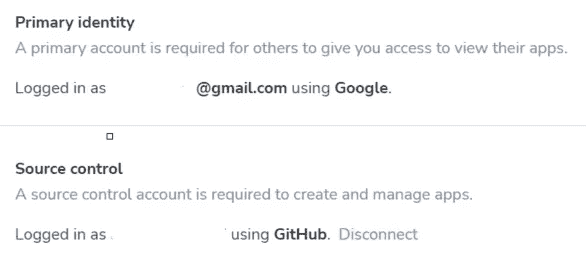 Primary identity
A primary account is required for others to give you access to view their apps.
Logged in as @gmail.com using Google.
Source control
A source control account is required to create and manage apps.
Logged in as using GitHub. Disconnect